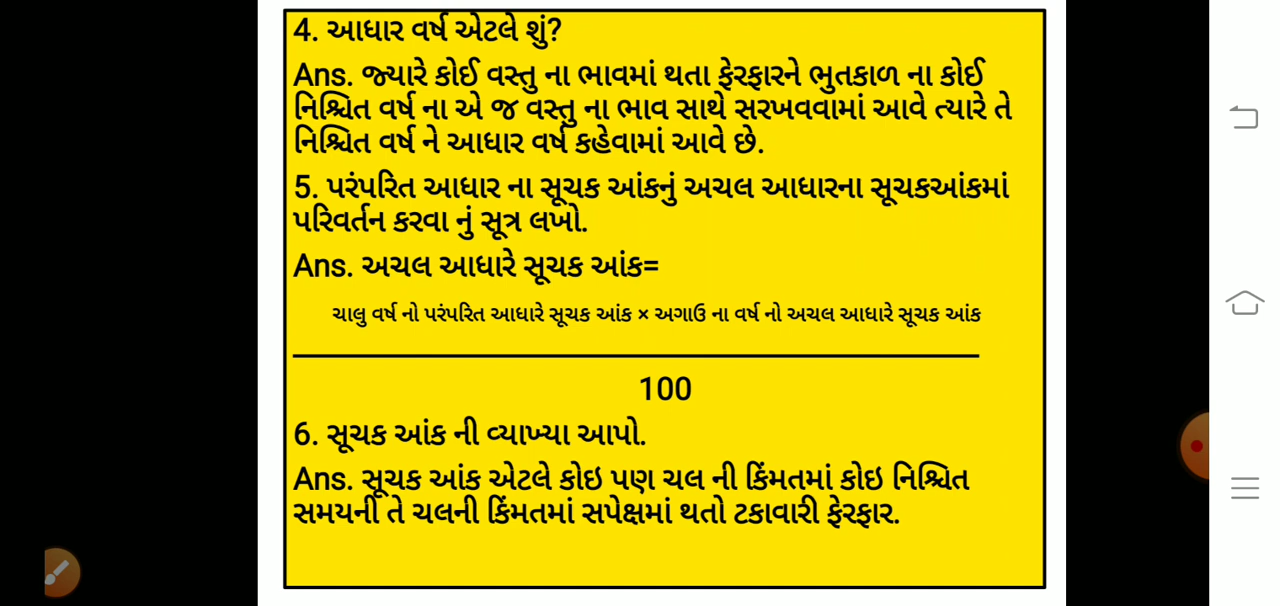 4. આધાર વર્ષ એટલે શું?
Ans. જ્યારે કોઈ વસ્તુ ના ભાવમાં થતા ફેરફારને ભુતકાળ ના કોઈ
નિશ્ચિત વર્ષ ના એ જ વસ્તુ ના ભાવ સાથે સરખવવામાં આવે ત્યારે તે
નિશ્ચિત વર્ષ ને આધાર વર્ષ કહેવામાં આવે છે.
5. પરંપરિત આધાર ના સૂચક આંકનું અચલ આધારના સૂચકઆંકમાં
પરિવર્તન કરવા નું સૂત્ર લખો.
Ans. અચલ આધારે સૂચક આંક=
ચાલુ વર્ષ નો પરંપરિત આધારે સૂચક આંક × અગાઉ ના વર્ષ નો અચલ આધારે સૂચક આંક
100
6. સૂચક આંક ની વ્યાખ્યા આપો.
Ans. સૂચક આંક એટલે કોઇ પણ ચલ ની કિંમતમાં કોઇ નિશ્ચિત
સમયની તે ચલની કિંમતમાં સપેક્ષમાં થતો ટકાવારી ફેરફાર.